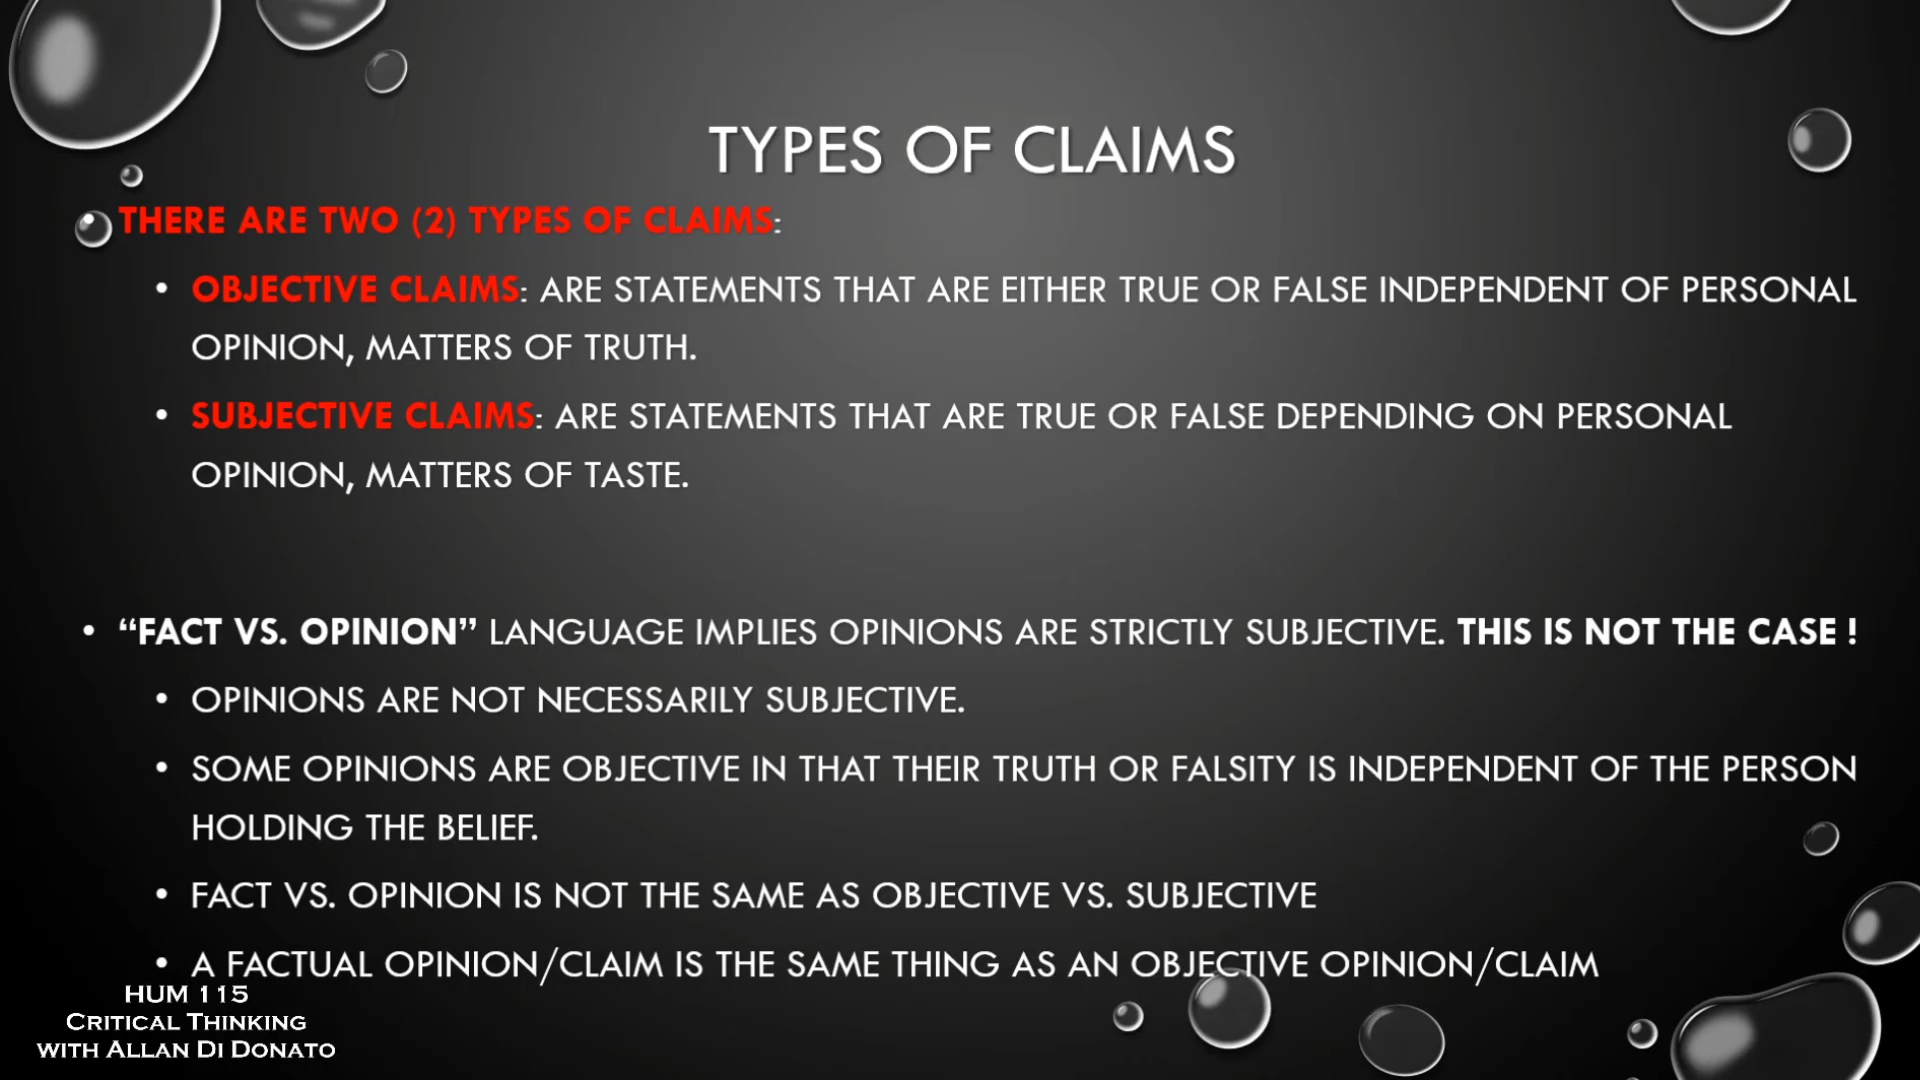 TYPES OF CLAIMS
THERE ARE TWO (2) TYPES OF CLAIMS:
• OBJECTIVE CLAIMS: ARE STATEMENTS THAT ARE EITHER TRUE OR FALSE INDEPENDENT OF PERSONAL
OPINION, MATTERS OF TRUTH.
• SUBJECTIVE CLAIMS: ARE STATEMENTS THAT ARE TRUE OR FALSE DEPENDING ON PERSONAL
OPINION, MATTERS OF TASTE.
• “FACT VS. OPINION” LANGUAGE IMPLIES OPINIONS ARE STRICTLY SUBJECTIVE. THIS IS NOT THE CASE !
• OPINIONS ARE NOT NECESSARILY SUBJECTIVE.
• SOME OPINIONS ARE OBJECTIVE IN THAT THEIR TRUTH OR FALSITY IS INDEPENDENT OF THE PERSON
HOLDING THE BELIEF.
• FACT VS. OPINION IS NOT THE SAME AS OBJECTIVE VS. SUBJECTIVE
• A FACTUAL OPINION/CLAIM IS THE SAME THING AS AN OBJECTIVE OPINION/CLAIM
HUM 115
CRITICAL THINKING
WITH ALLAN DI DONATO